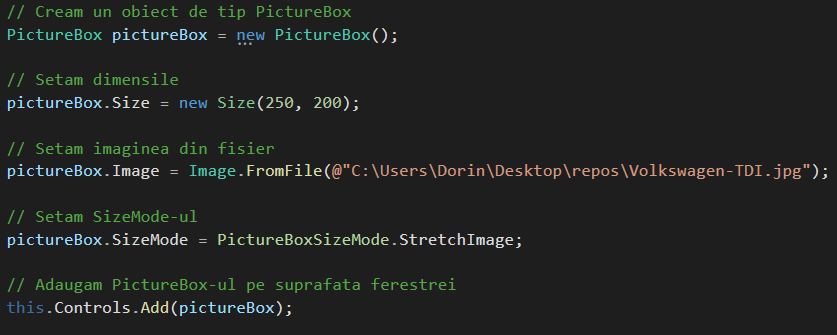 // Cream un obiect de tip PictureBox
PictureBox pictureBox = new PictureBox();
// Setam dimensile
pictureBox.Size = new Size(250, 200);
// Setam imaginea din fisier
pictureBox.Image = Image.FromFile(@"C:\Users\Dorin\Desktop\repos\Volkswagen-TDI.jpg");
// Setam SizeMode-ul
pictureBox.SizeMode = PictureBoxSizeMode.StretchImage;
// Adaugam PictureBox-ul pe suprafata ferestrei
this.Controls.Add(pictureBox);